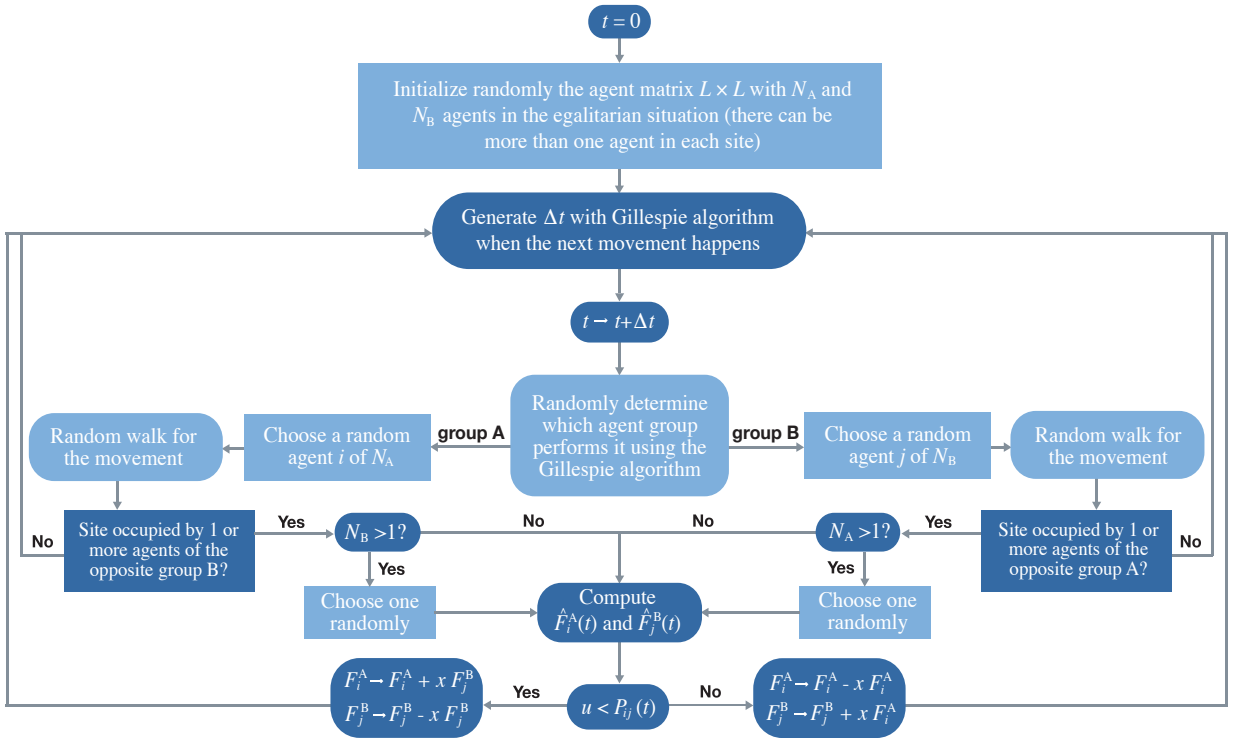 t = 0
Initialize randomly the agent matrix L × L with N_A and
N_B agents in the egalitarian situation (there can be
more than one agent in each site)
Generate Δt with Gillespie algorithm
when the next movement happens
t → t+Δt
Randomly determine
which agent group
performs it using the
Gillespie algorithm
group A
group B
Choose a random
agent i of N_A
Random walk for
the movement
Choose a random
agent j of N_B
Random walk for
the movement
Site occupied by 1 or
more agents of the
opposite group B?
No
Yes
N_B >1?
No
Yes
Choose one
randomly
Site occupied by 1 or
more agents of the
opposite group A?
No
Yes
N_A >1?
No
Yes
Choose one
randomly
Compute
F̂_i^A(t) and F̂_j^B(t)
u < P_ij (t)
Yes
No
F_i^A → F_i^A + x F_j^B
F_j^B → F_j^B - x F_j^B
F_i^A → F_i^A - x F_i^A
F_j^B → F_j^B + x F_i^A